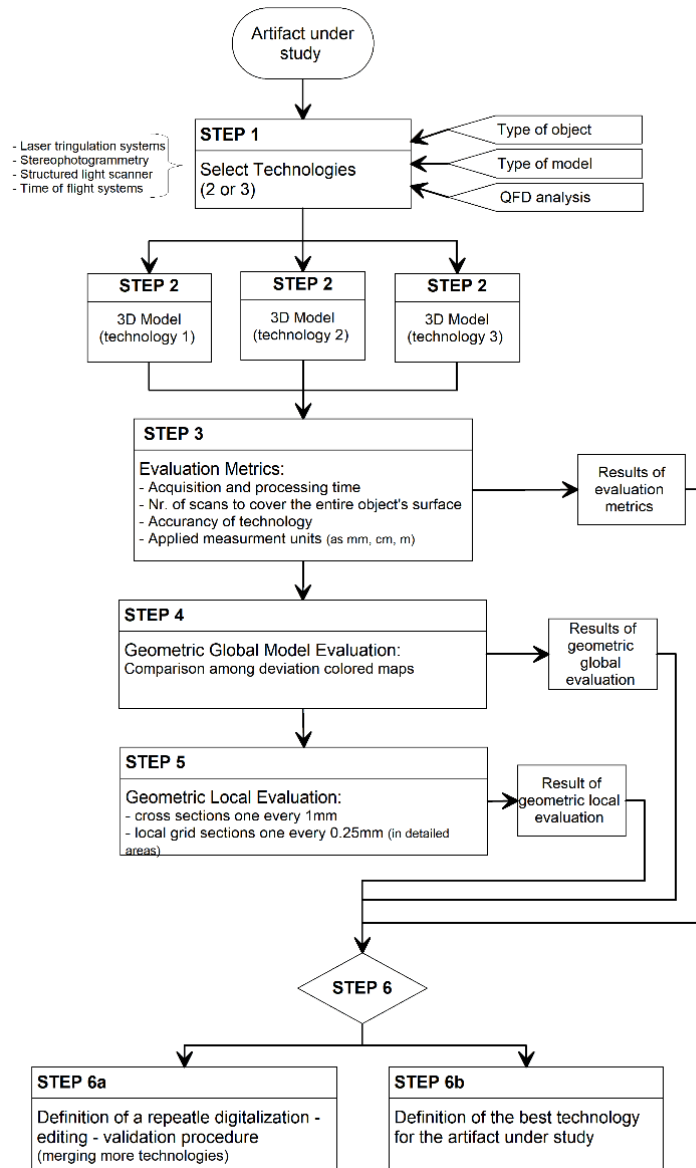 Artifact under
study
STEP 1
Select Technologies
(2 or 3)
- Laser tringulation systems
- Stereophotogrammetry
- Structured light scanner
- Time of flight systems
Type of object
Type of model
QFD analysis
STEP 2
3D Model
(technology 1)
STEP 2
3D Model
(technology 2)
STEP 2
3D Model
(technology 3)
STEP 3
Evaluation Metrics:
- Acquisition and processing time
- Nr. of scans to cover the entire object's surface
- Accurancy of technology
- Applied measurment units (as mm, cm, m)
Results of
evaluation
metrics
STEP 4
Geometric Global Model Evaluation:
Comparison among deviation colored maps
Results of
geometric
global
evaluation
STEP 5
Geometric Local Evaluation:
- cross sections one every 1mm
- local grid sections one every 0.25mm (in detailed
areas)
Result of
geometric local
evaluation
STEP 6
STEP 6a
Definition of a repeatle digitalization -
editing - validation procedure
(merging more technologies)
STEP 6b
Definition of the best technology
for the artifact under study